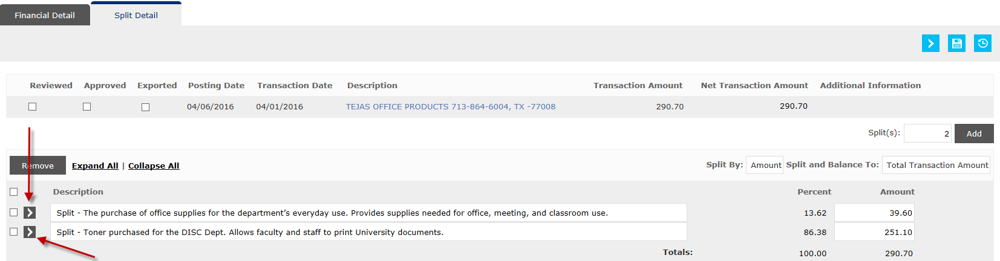 Financial Detail Split Detail
Reviewed Approved Exported Posting Date Transaction Date Description Transaction Amount Net Transaction Amount Additional Information
04/06/2016 04/01/2016 TEJAS OFFICE PRODUCTS 713-864-6004, TX -77008 290.70 290.70
Split(s): 2 Add
Remove Expand All | Collapse All Split By: Amount Split and Balance To: Total Transaction Amount
Description Percent Amount
Split - The purchase of office supplies for the department’s everyday use. Provides supplies needed for office, meeting, and classroom use. 13.62 39.60
Split - Toner purchased for the DISC Dept. Allows faculty and staff to print University documents. 86.38 251.10
Totals: 100.00 290.70